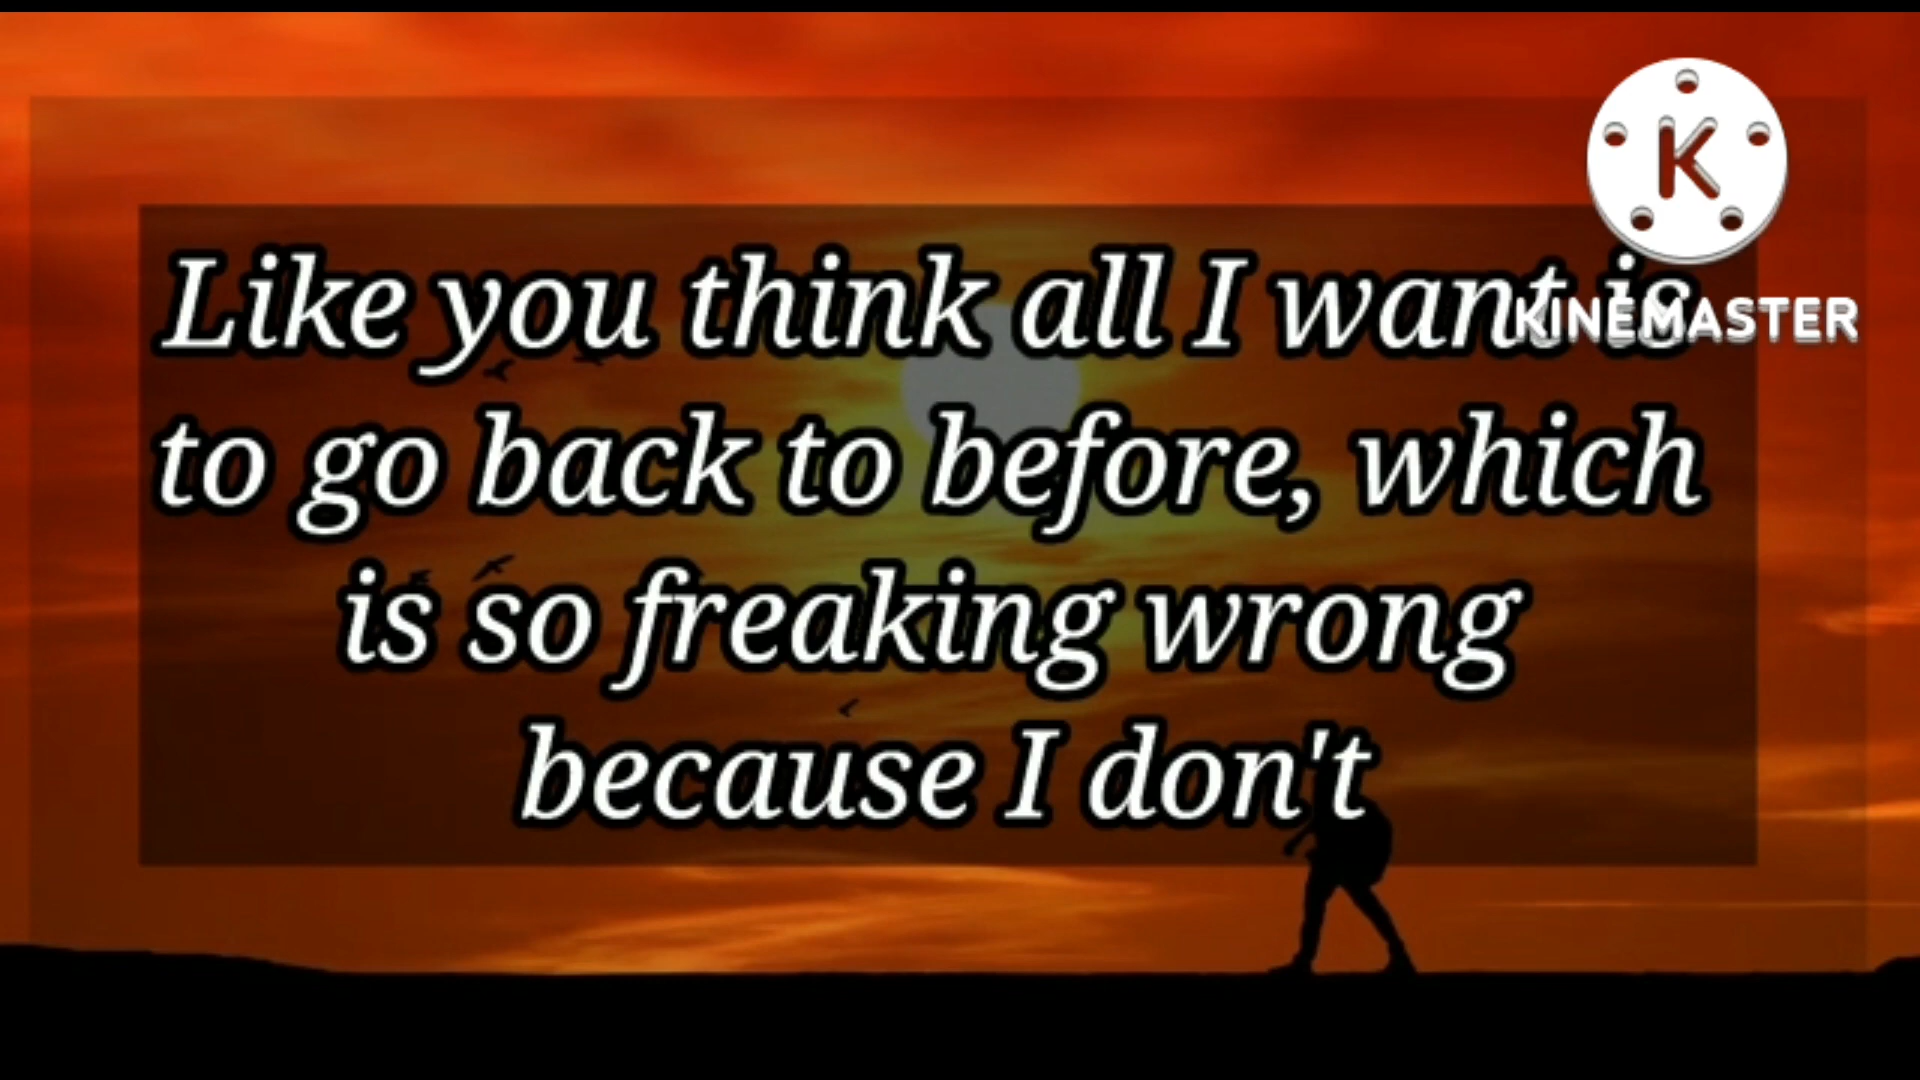 Like you think all I want is
to go back to before, which
is so freaking wrong
because I don't
K
KINEMASTER